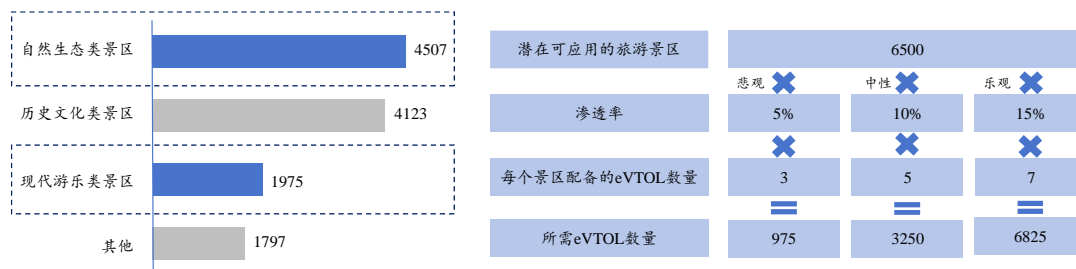 自然生态类景区 4507
历史文化类景区 4123
现代游乐类景区 1975
其他 1797
潜在可应用的旅游景区 6500
悲观 中性 乐观
渗透率 5% 10% 15%
每个景区配备的eVTOL数量 3 5 7
所需eVTOL数量 975 3250 6825